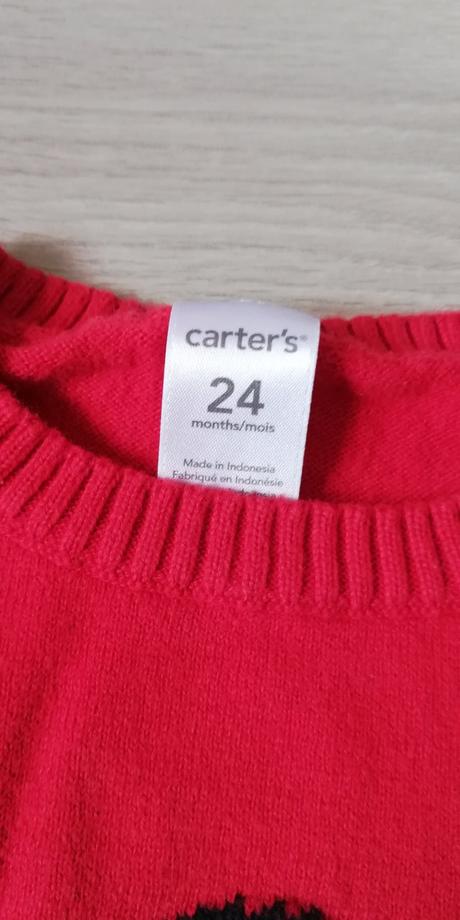 carter's®
24
months/mois
Made in Indonesia
Fabriqué en Indonésie